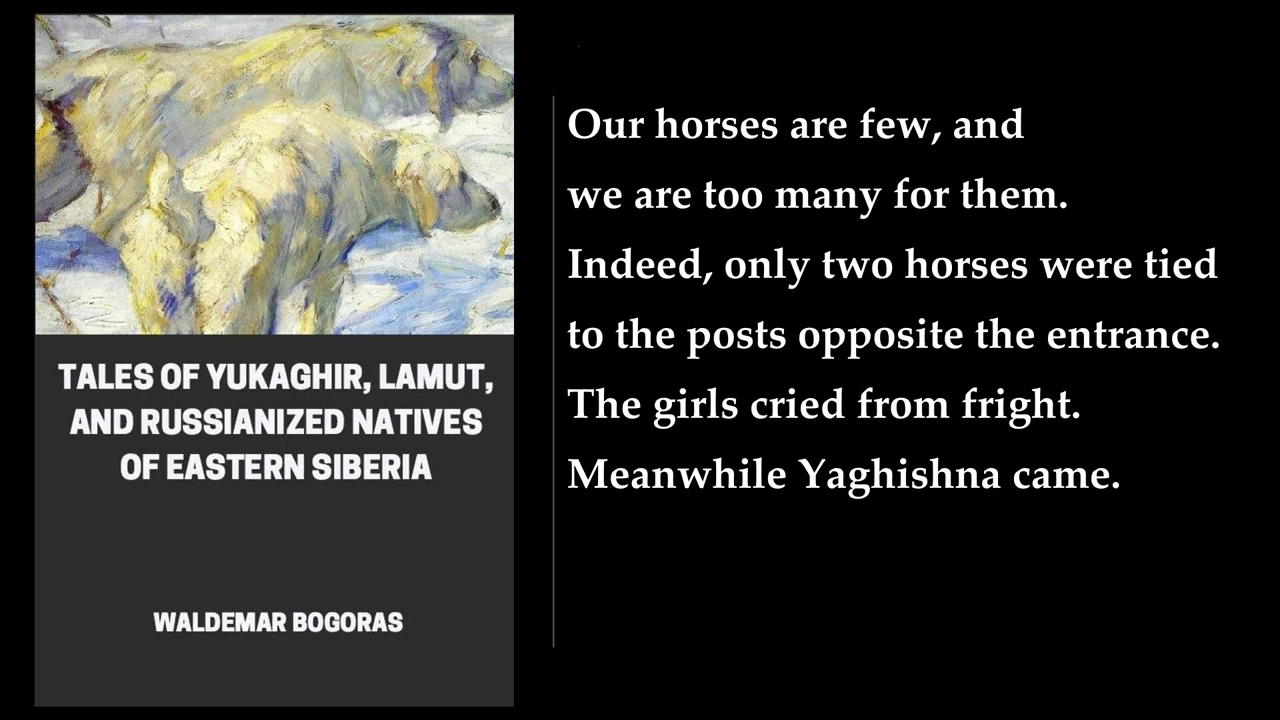 TALES OF YUKAGHIR, LAMUT,
AND RUSSIANIZED NATIVES
OF EASTERN SIBERIA
WALDEMAR BOGORAS
Our horses are few, and
we are too many for them.
Indeed, only two horses were tied
to the posts opposite the entrance.
The girls cried from fright.
Meanwhile Yaghishna came.